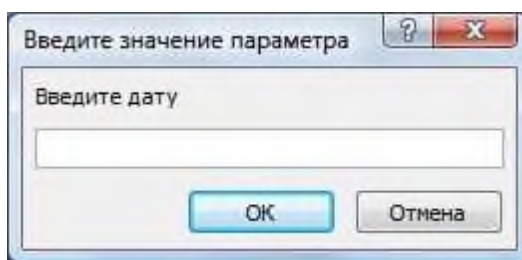 Введите значение параметра
Введите дату
ОК
Отмена